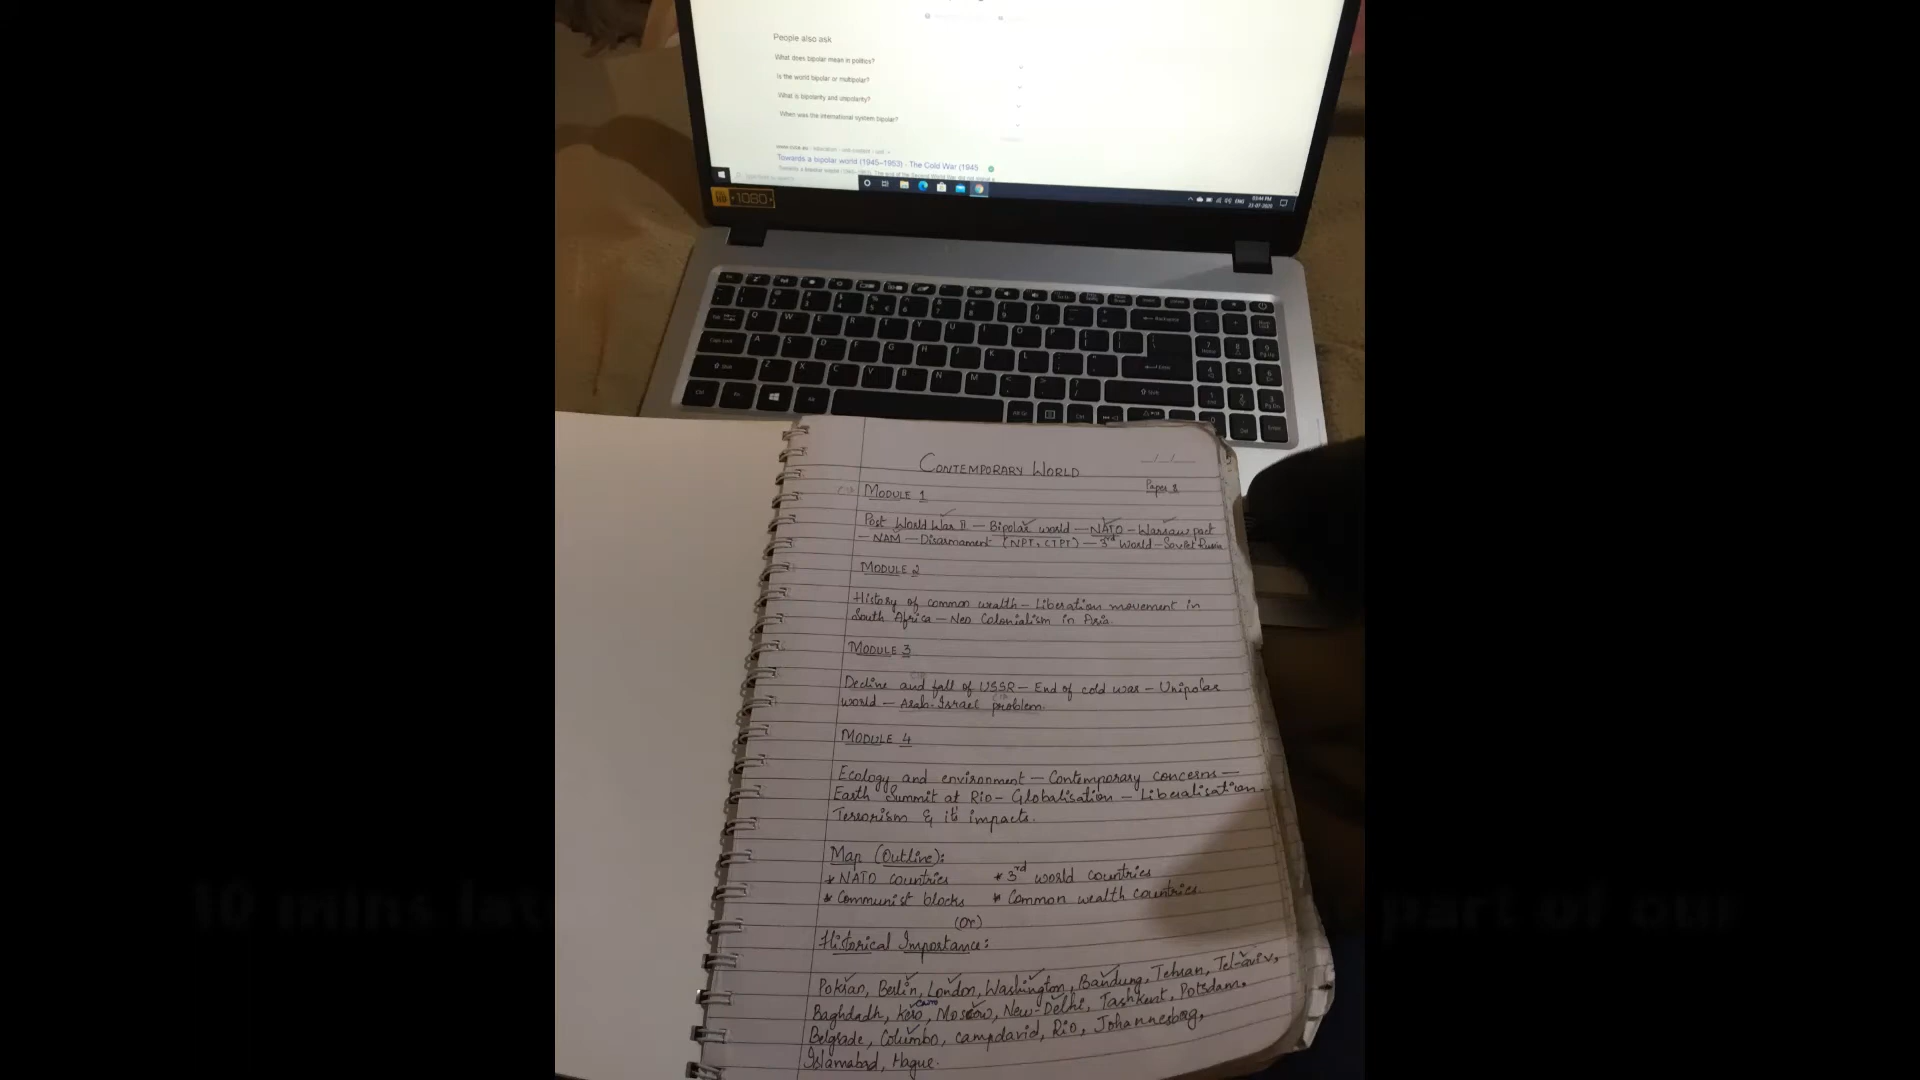 People also ask
What does bipolar mean in politics?
Is the world bipolar or multipolar?
What is bipolarity and unipolarity?
When was the international system bipolar?
Towards a bipolar world (1945–1953) - The Cold War (1945
1080
CONTEMPORARY WORLD
Paper
MODULE 1
Post World War II — Bipolar world — NATO — Warsaw pact
— NAM — Disarmament (NPT, CTPT) — 3rd World — Soviet Russia
MODULE 2
History of common wealth — Liberation movement in
South Africa — Neo Colonialism in Asia.
MODULE 3
Decline and fall of USSR — End of cold war — Unipolar
world — Arab-Israel problem.
MODULE 4
Ecology and environment — Contemporary concerns —
Earth Summit at Rio — Globalisation — Liberalisation —
Terrorism & it's impacts.
Map (Outline):
* NATO countries * 3rd world countries
* Communist blocks * Common wealth countries.
(or)
Historical Importance:
Pokran, Berlin, London, Washington, Bandung, Tehran, Tel-aviv,
Baghdadh, Kero, Cairo Moscow, New-Delhi, Tashkent, Potsdam,
Belgrade, Columbo, campdavid, Rio, Johannesberg,
Islamabad, Hague.
10 mins part of our